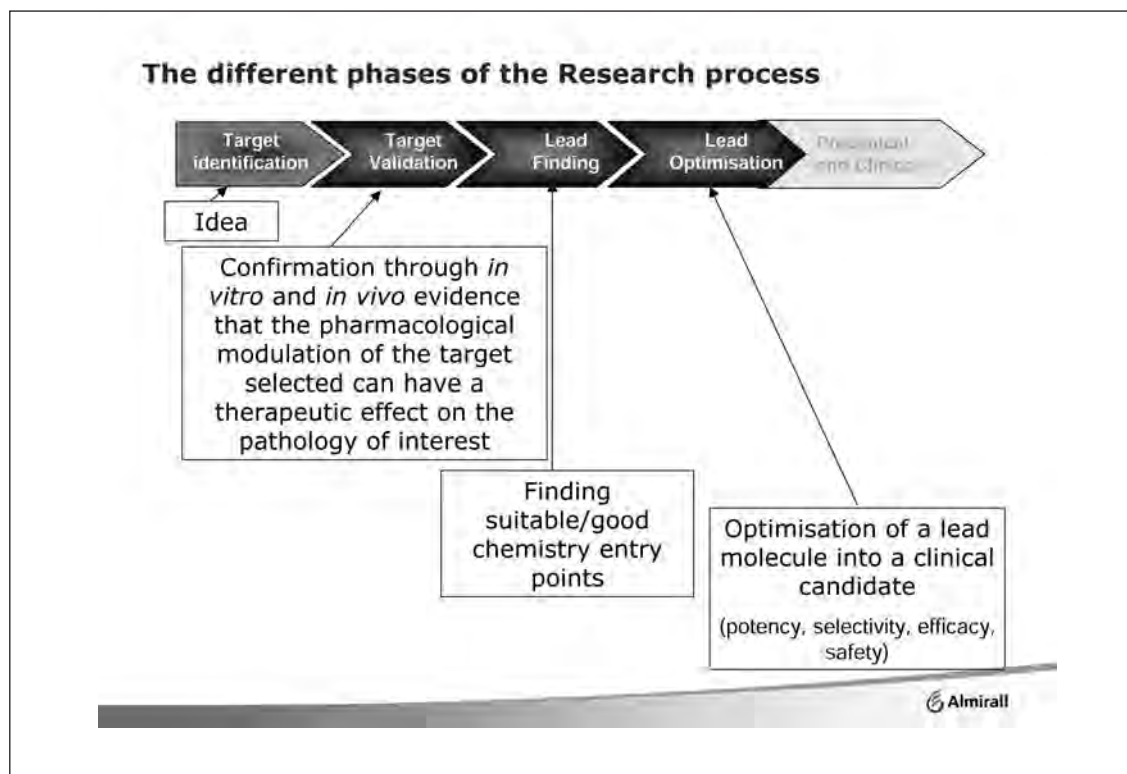 The different phases of the Research process
Target
identification
Target
Validation
Lead
Finding
Lead
Optimisation
Preclinical
and Clinical
Idea
Confirmation through in
vitro and in vivo evidence
that the pharmacological
modulation of the target
selected can have a
therapeutic effect on the
pathology of interest
Finding
suitable/good
chemistry entry
points
Optimisation of a lead
molecule into a clinical
candidate
(potency, selectivity, efficacy,
safety)
Almirall